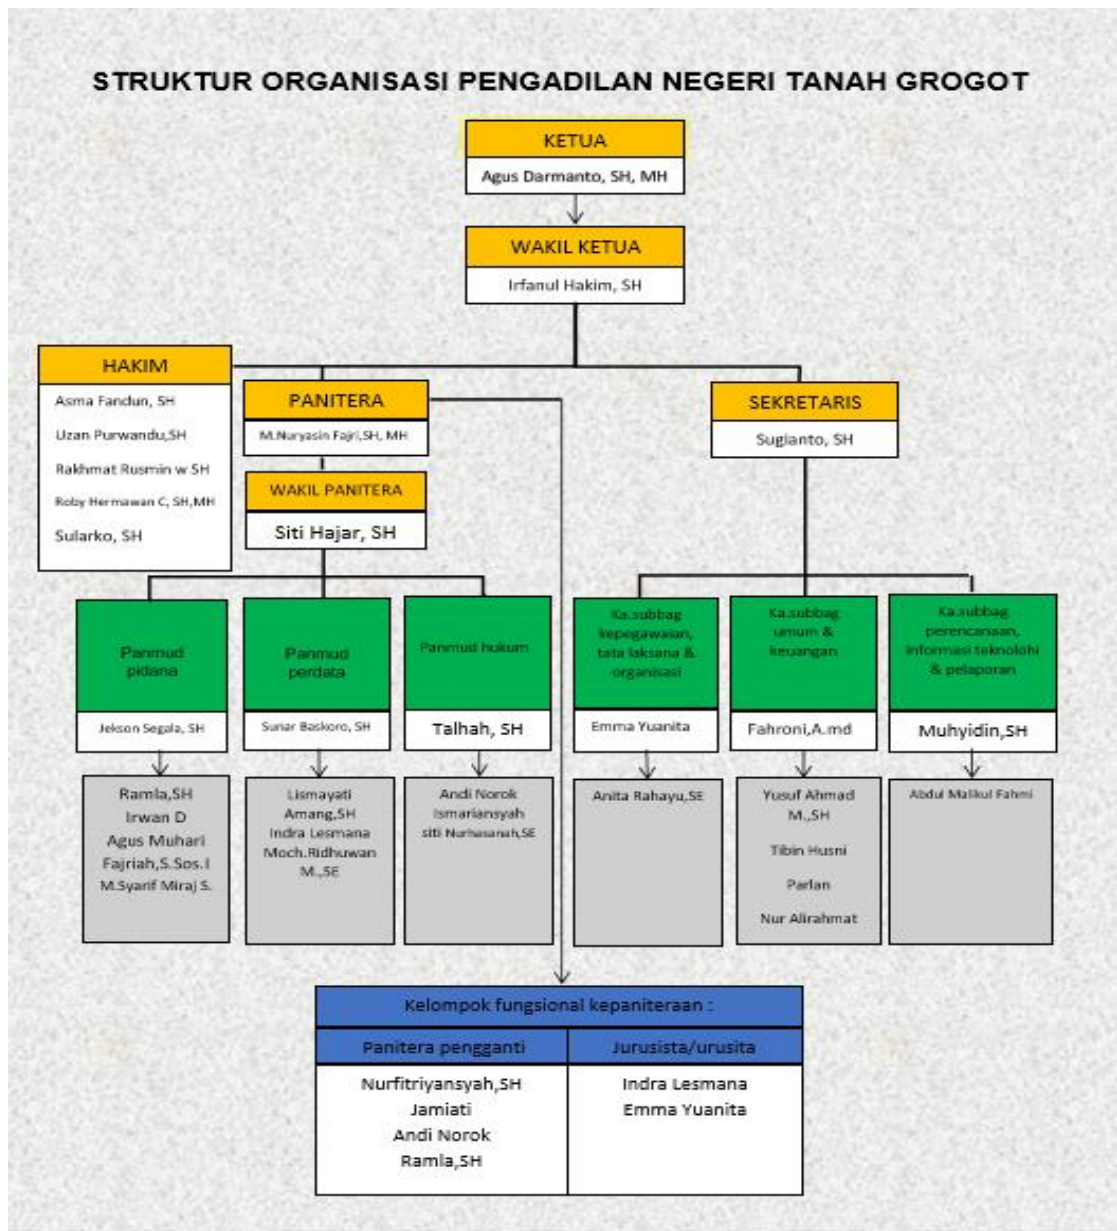 STRUKTUR ORGANISASI PENGADILAN NEGERI TANAH GROGOT
KETUA
Agus Darmanto, SH, MH
WAKIL KETUA
Irfanul Hakim, SH
HAKIM
Asma Fandun, SH
Uzan Purwandu,SH
Rakhmat Rusmin w SH
Roby Hermawan C, SH,MH
Sularko, SH
PANITERA
M.Nuryasin Fajri,SH, MH
WAKIL PANITERA
Siti Hajar, SH
SEKRETARIS
Sugianto, SH
Panmud
pidana
Jekson Segala, SH
Panmud
perdata
Sunar Baskoro, SH
Panmud hukum
Talhah, SH
Ka.subbag
kepegawaian,
tata laksana &
organisasi
Emma Yuanita
Ka.subbag
umum &
keuangan
Fahroni,A.md
Ka.subbag
perencanaan,
informasi teknolohi
& pelaporan
Muhyidin,SH
Ramla,SH
Irwan D
Agus Muhari
Fajriah,S.Sos.I
M.Syarif Miraj S.
Lismayati
Amang,SH
Indra Lesmana
Moch.Ridhuwan
M.,SE
Andi Norok
Ismariansyah
siti Nurhasanah,SE
Anita Rahayu,SE
Yusuf Ahmad
M.,SH
Tibin Husni
Parlan
Nur Alirahmat
Abdul Malikul Fahmi
Kelompok fungsional kepaniteraan :
Panitera pengganti
Nurfitriyansyah,SH
Jamiati
Andi Norok
Ramla,SH
Jurusista/urusita
Indra Lesmana
Emma Yuanita